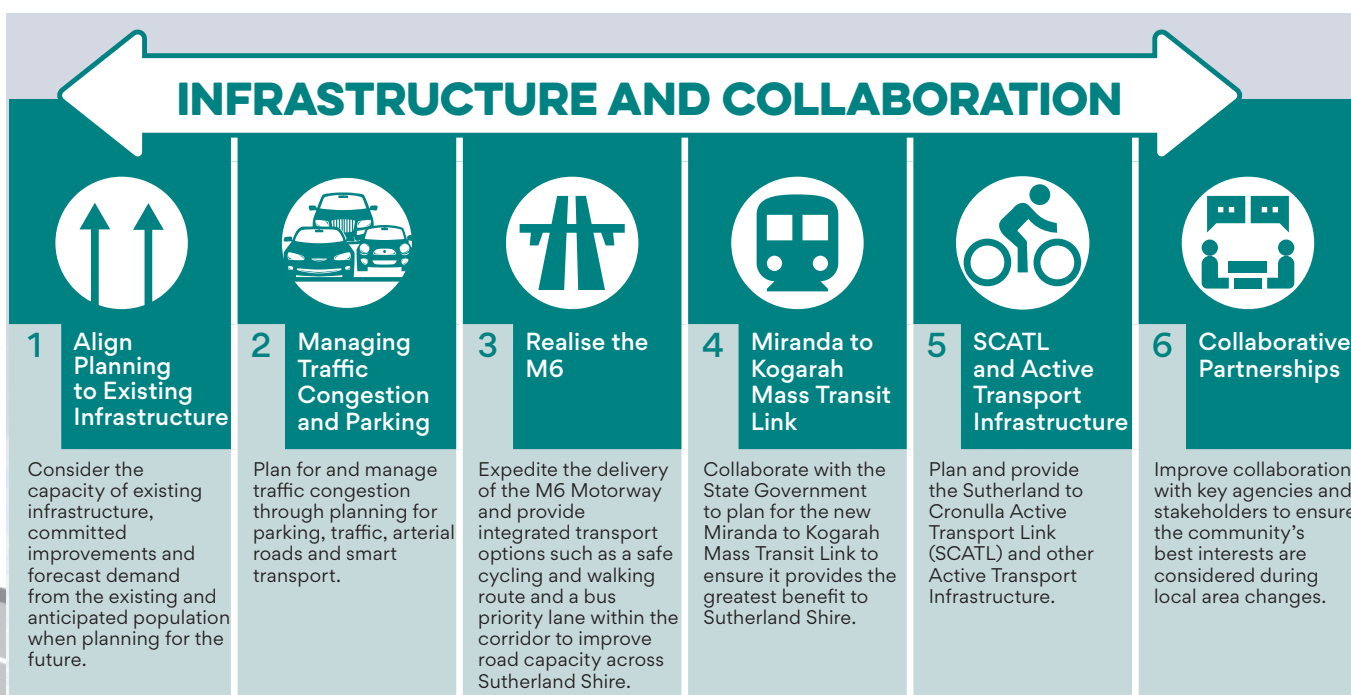 INFRASTRUCTURE AND COLLABORATION
1
Align
Planning
to Existing
Infrastructure
Consider the
capacity of existing
infrastructure,
committed
improvements and
forecast demand
from the existing and
anticipated population
when planning for the
future.
2
Managing
Traffic
Congestion
and Parking
Plan for and manage
traffic congestion
through planning for
parking, traffic, arterial
roads and smart
transport.
3
Realise the
M6
Expedite the delivery
of the M6 Motorway
and provide
integrated transport
options such as a safe
cycling and walking
route and a bus
priority lane within the
corridor to improve
road capacity across
Sutherland Shire.
4
Miranda to
Kogarah
Mass Transit
Link
Collaborate with the
State Government
to plan for the new
Miranda to Kogarah
Mass Transit Link to
ensure it provides the
greatest benefit to
Sutherland Shire.
5
SCATL
and Active
Transport
Infrastructure
Plan and provide
the Sutherland to
Cronulla Active
Transport Link
(SCATL) and other
Active Transport
Infrastructure.
6
Collaborative
Partnerships
Improve collaboration
with key agencies and
stakeholders to ensure
the community's
best interests are
considered during
local area changes.